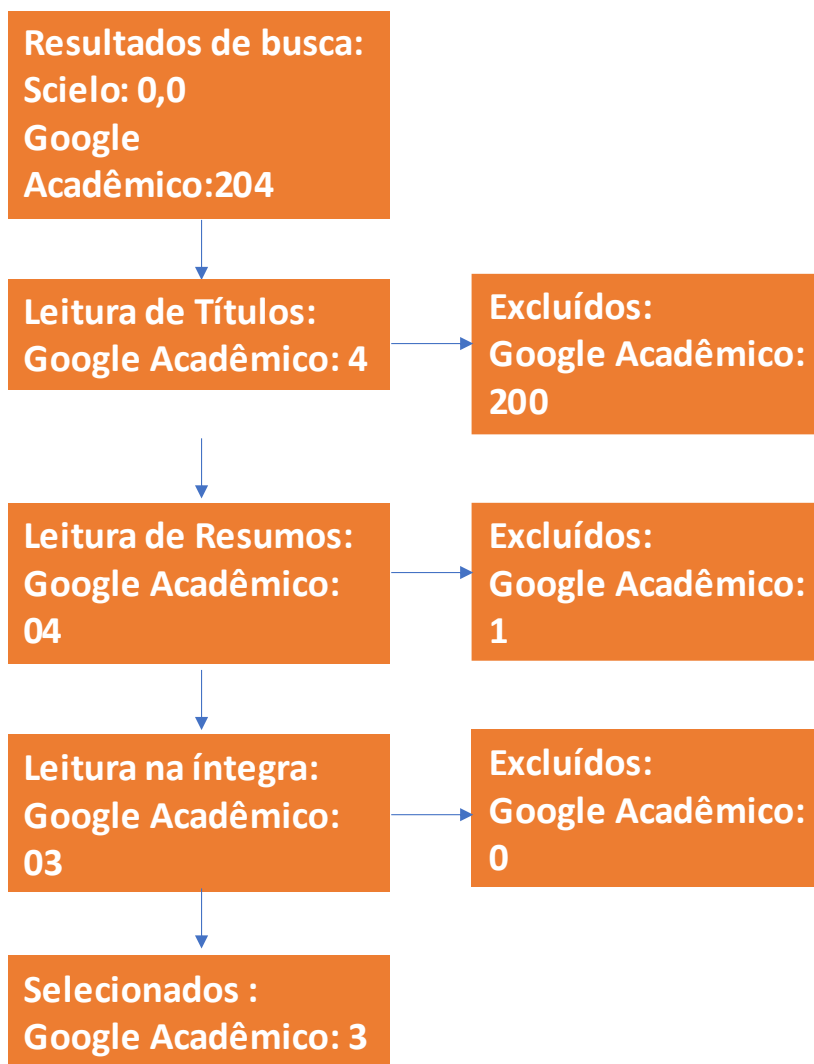 Resultados de busca:
Scielo: 0,0
Google
Acadêmico:204
Leitura de Títulos:
Google Acadêmico: 4
Excluídos:
Google Acadêmico:
200
Leitura de Resumos:
Google Acadêmico:
04
Excluídos:
Google Acadêmico:
1
Leitura na íntegra:
Google Acadêmico:
03
Excluídos:
Google Acadêmico:
0
Selecionados :
Google Acadêmico: 3